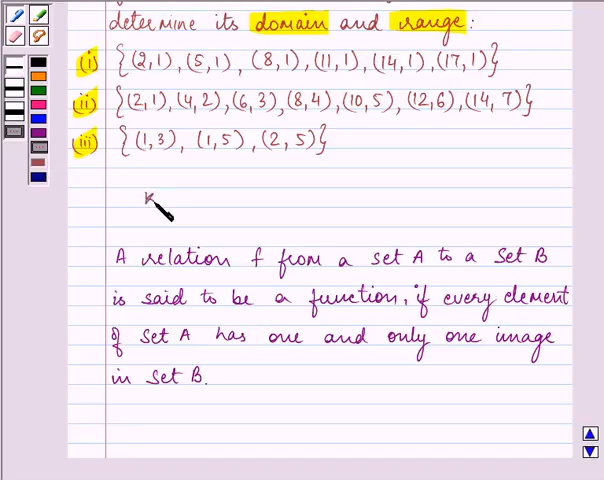 determine its domain and range :
(i) {(2,1), (5,1), (8,1), (11,1), (14,1), (17,1)}
(ii) {(2,1), (4,2), (6,3), (8,4), (10,5), (12,6), (14,7)}
(iii) {(1,3), (1,5), (2,5)}
A relation f from a set A to a set B
is said to be a function, if every element
of set A has one and only one image
in set B.